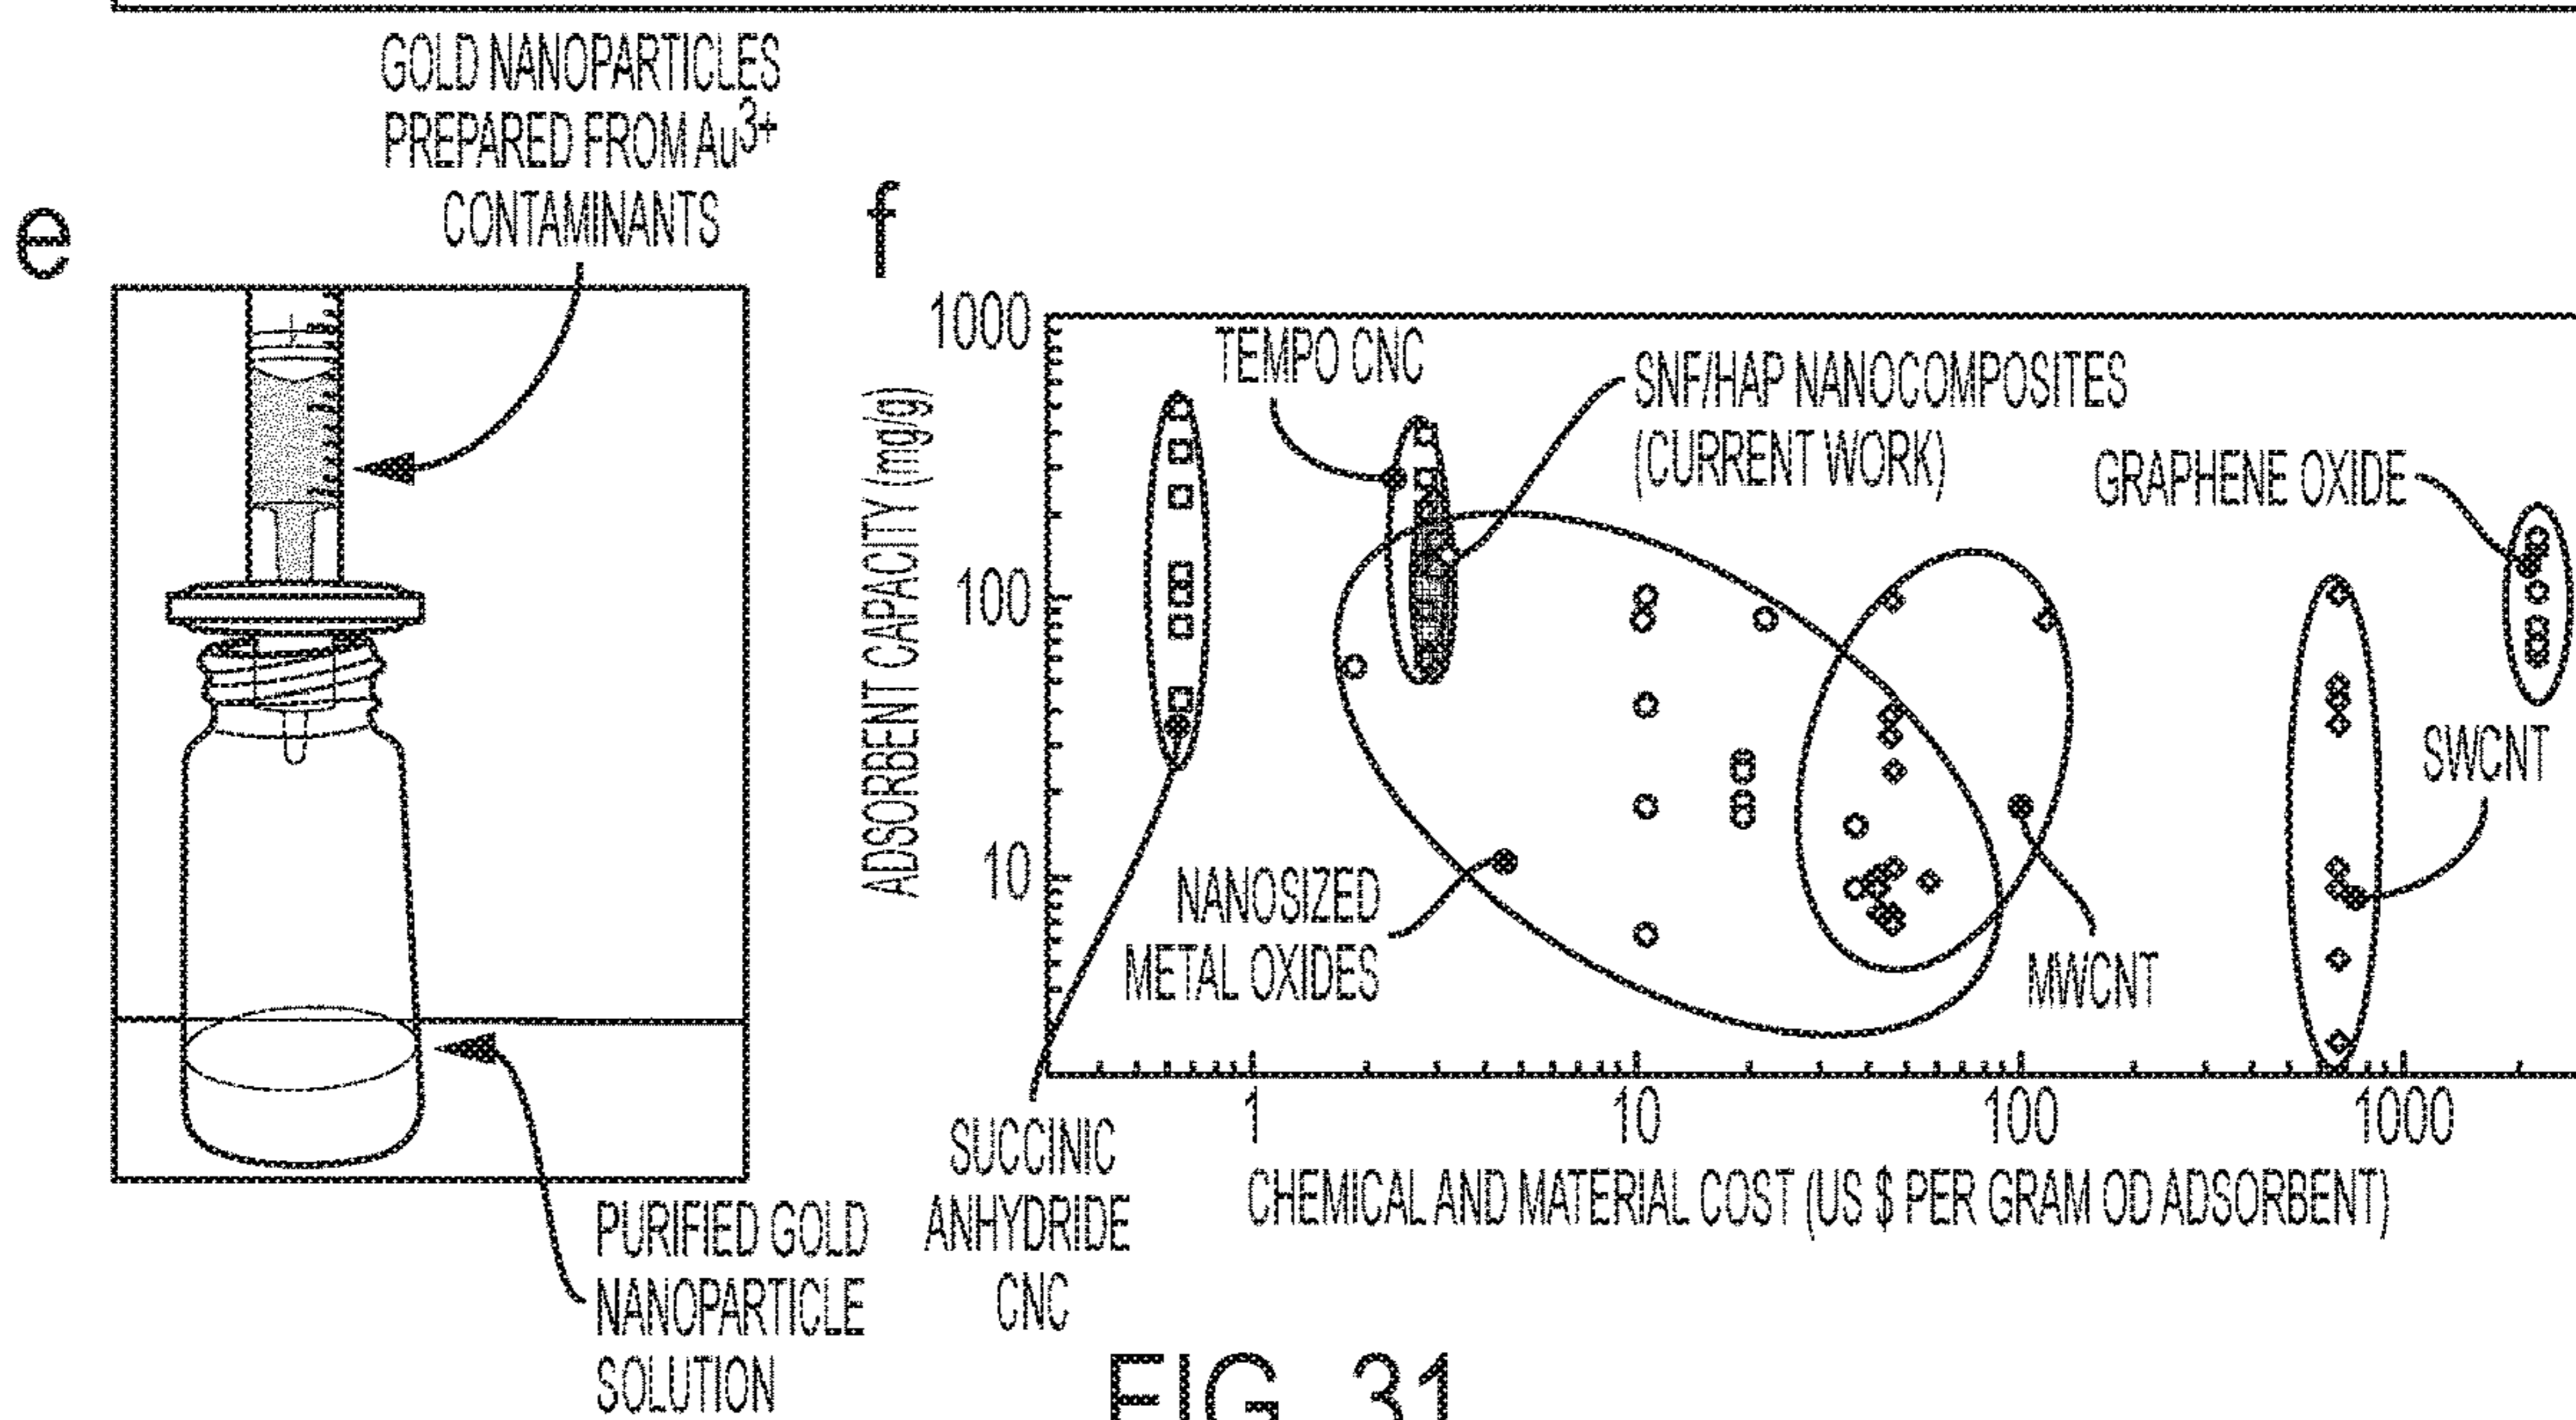 e
GOLD NANOPARTICLES
PREPARED FROM Au3+
CONTAMINANTS
PURIFIED GOLD
NANOPARTICLE
SOLUTION
f
ADSORBENT CAPACITY (mg/g)
1000
100
10
TEMPO CNC
SNF/HAP NANOCOMPOSITES
(CURRENT WORK)
GRAPHENE OXIDE
SWCNT
NANOSIZED
METAL OXIDES
MWCNT
SUCCINIC
ANHYDRIDE
CNC
1 10 100 1000
CHEMICAL AND MATERIAL COST (US $ PER GRAM OD ADSORBENT)
FIG. 31